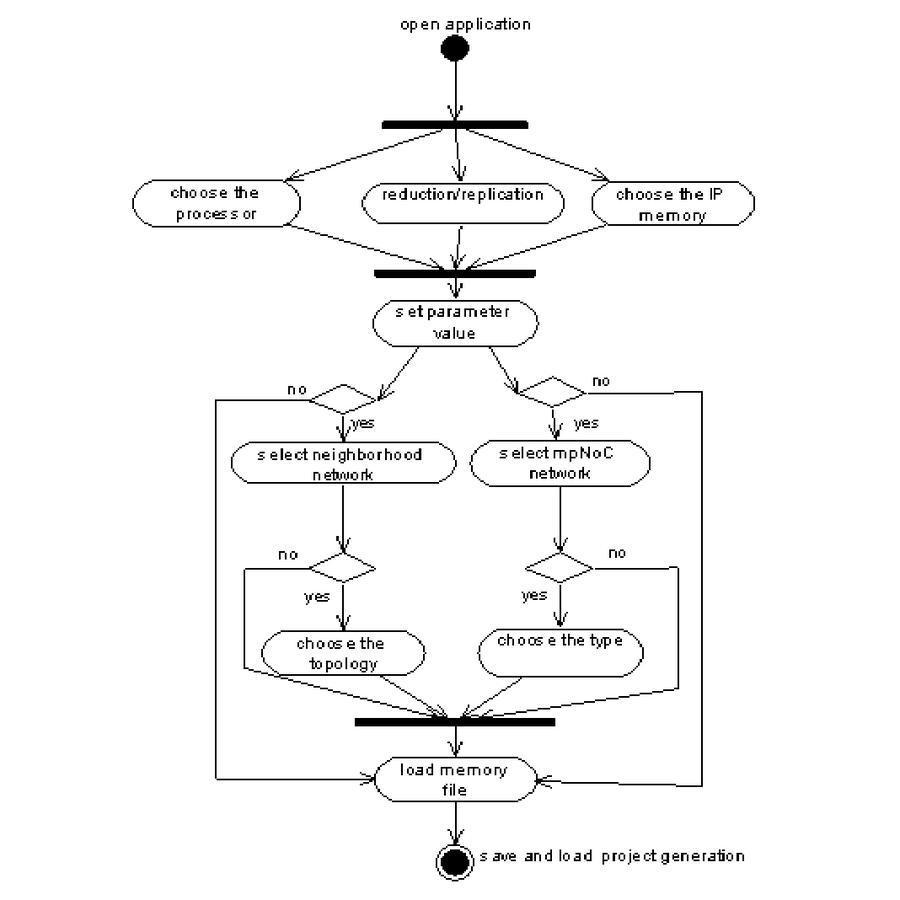 open application
choose the
processor
reduction/replication
choose the IP
memory
set parameter
value
no
no
yes
yes
select neighborhood
network
select mpNoC
network
no
no
yes
yes
choose the
topology
choose the type
load memory
file
save and load project generation